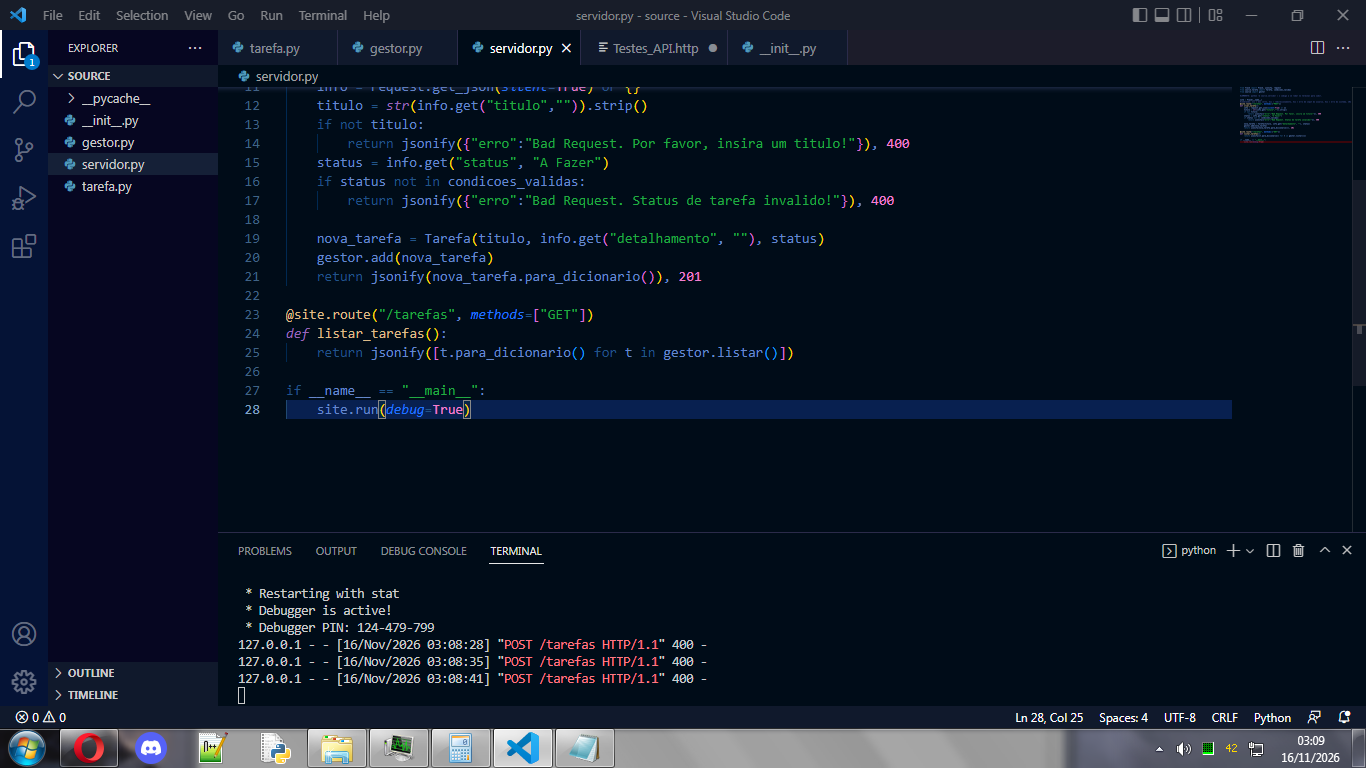 File Edit Selection View Go Run Terminal Help
servidor.py - source - Visual Studio Code
EXPLORER
tarefa.py
gestor.py
servidor.py
Testes_API.http
__init__.py
SOURCE
__pycache__
__init__.py
gestor.py
servidor.py
tarefa.py
OUTLINE
TIMELINE
1
servidor.py
11 info = request.get_json(silent=True) or {}
12 titulo = str(info.get("titulo","")).strip()
13 if not titulo:
14 return jsonify({"erro":"Bad Request. Por favor, insira um titulo!"}), 400
15 status = info.get("status", "A Fazer")
16 if status not in condicoes_validas:
17 return jsonify({"erro":"Bad Request. Status de tarefa invalido!"}), 400
18
19 nova_tarefa = Tarefa(titulo, info.get("detalhamento", ""), status)
20 gestor.add(nova_tarefa)
21 return jsonify(nova_tarefa.para_dicionario()), 201
22
23 @site.route("/tarefas", methods=["GET"])
24 def listar_tarefas():
25 return jsonify([t.para_dicionario() for t in gestor.listar()])
26
27 if __name__ == "__main__":
28 site.run(debug=True)
PROBLEMS OUTPUT DEBUG CONSOLE TERMINAL
python
* Restarting with stat
* Debugger is active!
* Debugger PIN: 124-479-799
127.0.0.1 - - [16/Nov/2026 03:08:28] "POST /tarefas HTTP/1.1" 400 -
127.0.0.1 - - [16/Nov/2026 03:08:35] "POST /tarefas HTTP/1.1" 400 -
127.0.0.1 - - [16/Nov/2026 03:08:41] "POST /tarefas HTTP/1.1" 400 -
0 0
Ln 28, Col 25 Spaces: 4 UTF-8 CRLF Python
42
03:09
16/11/2026